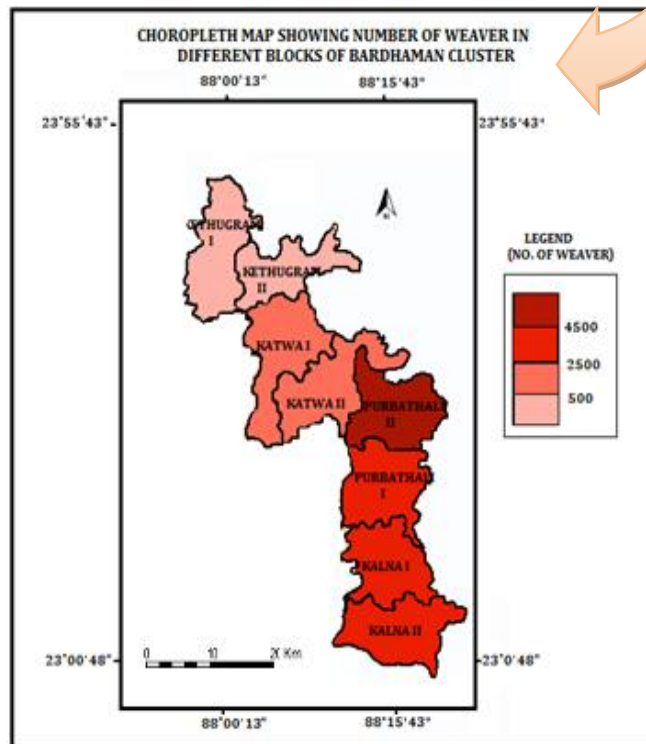 CHOROPLETH MAP SHOWING NUMBER OF WEAVER IN
DIFFERENT BLOCKS OF BARDHAMAN CLUSTER
88°00'13" 88°15'43"
23°55'43" 23°55'43"
N
ETHUGRAM
I
KETHUGRAM
II
KATWA I
KATWA II
PURBATHALI
II
PURBATHALI
I
KALNA I
KALNA II
LEGEND
(NO. OF WEAVER)
4500
2500
500
0 10 20 Km
23°00'48" 23°0'48"
88°00'13" 88°15'43"